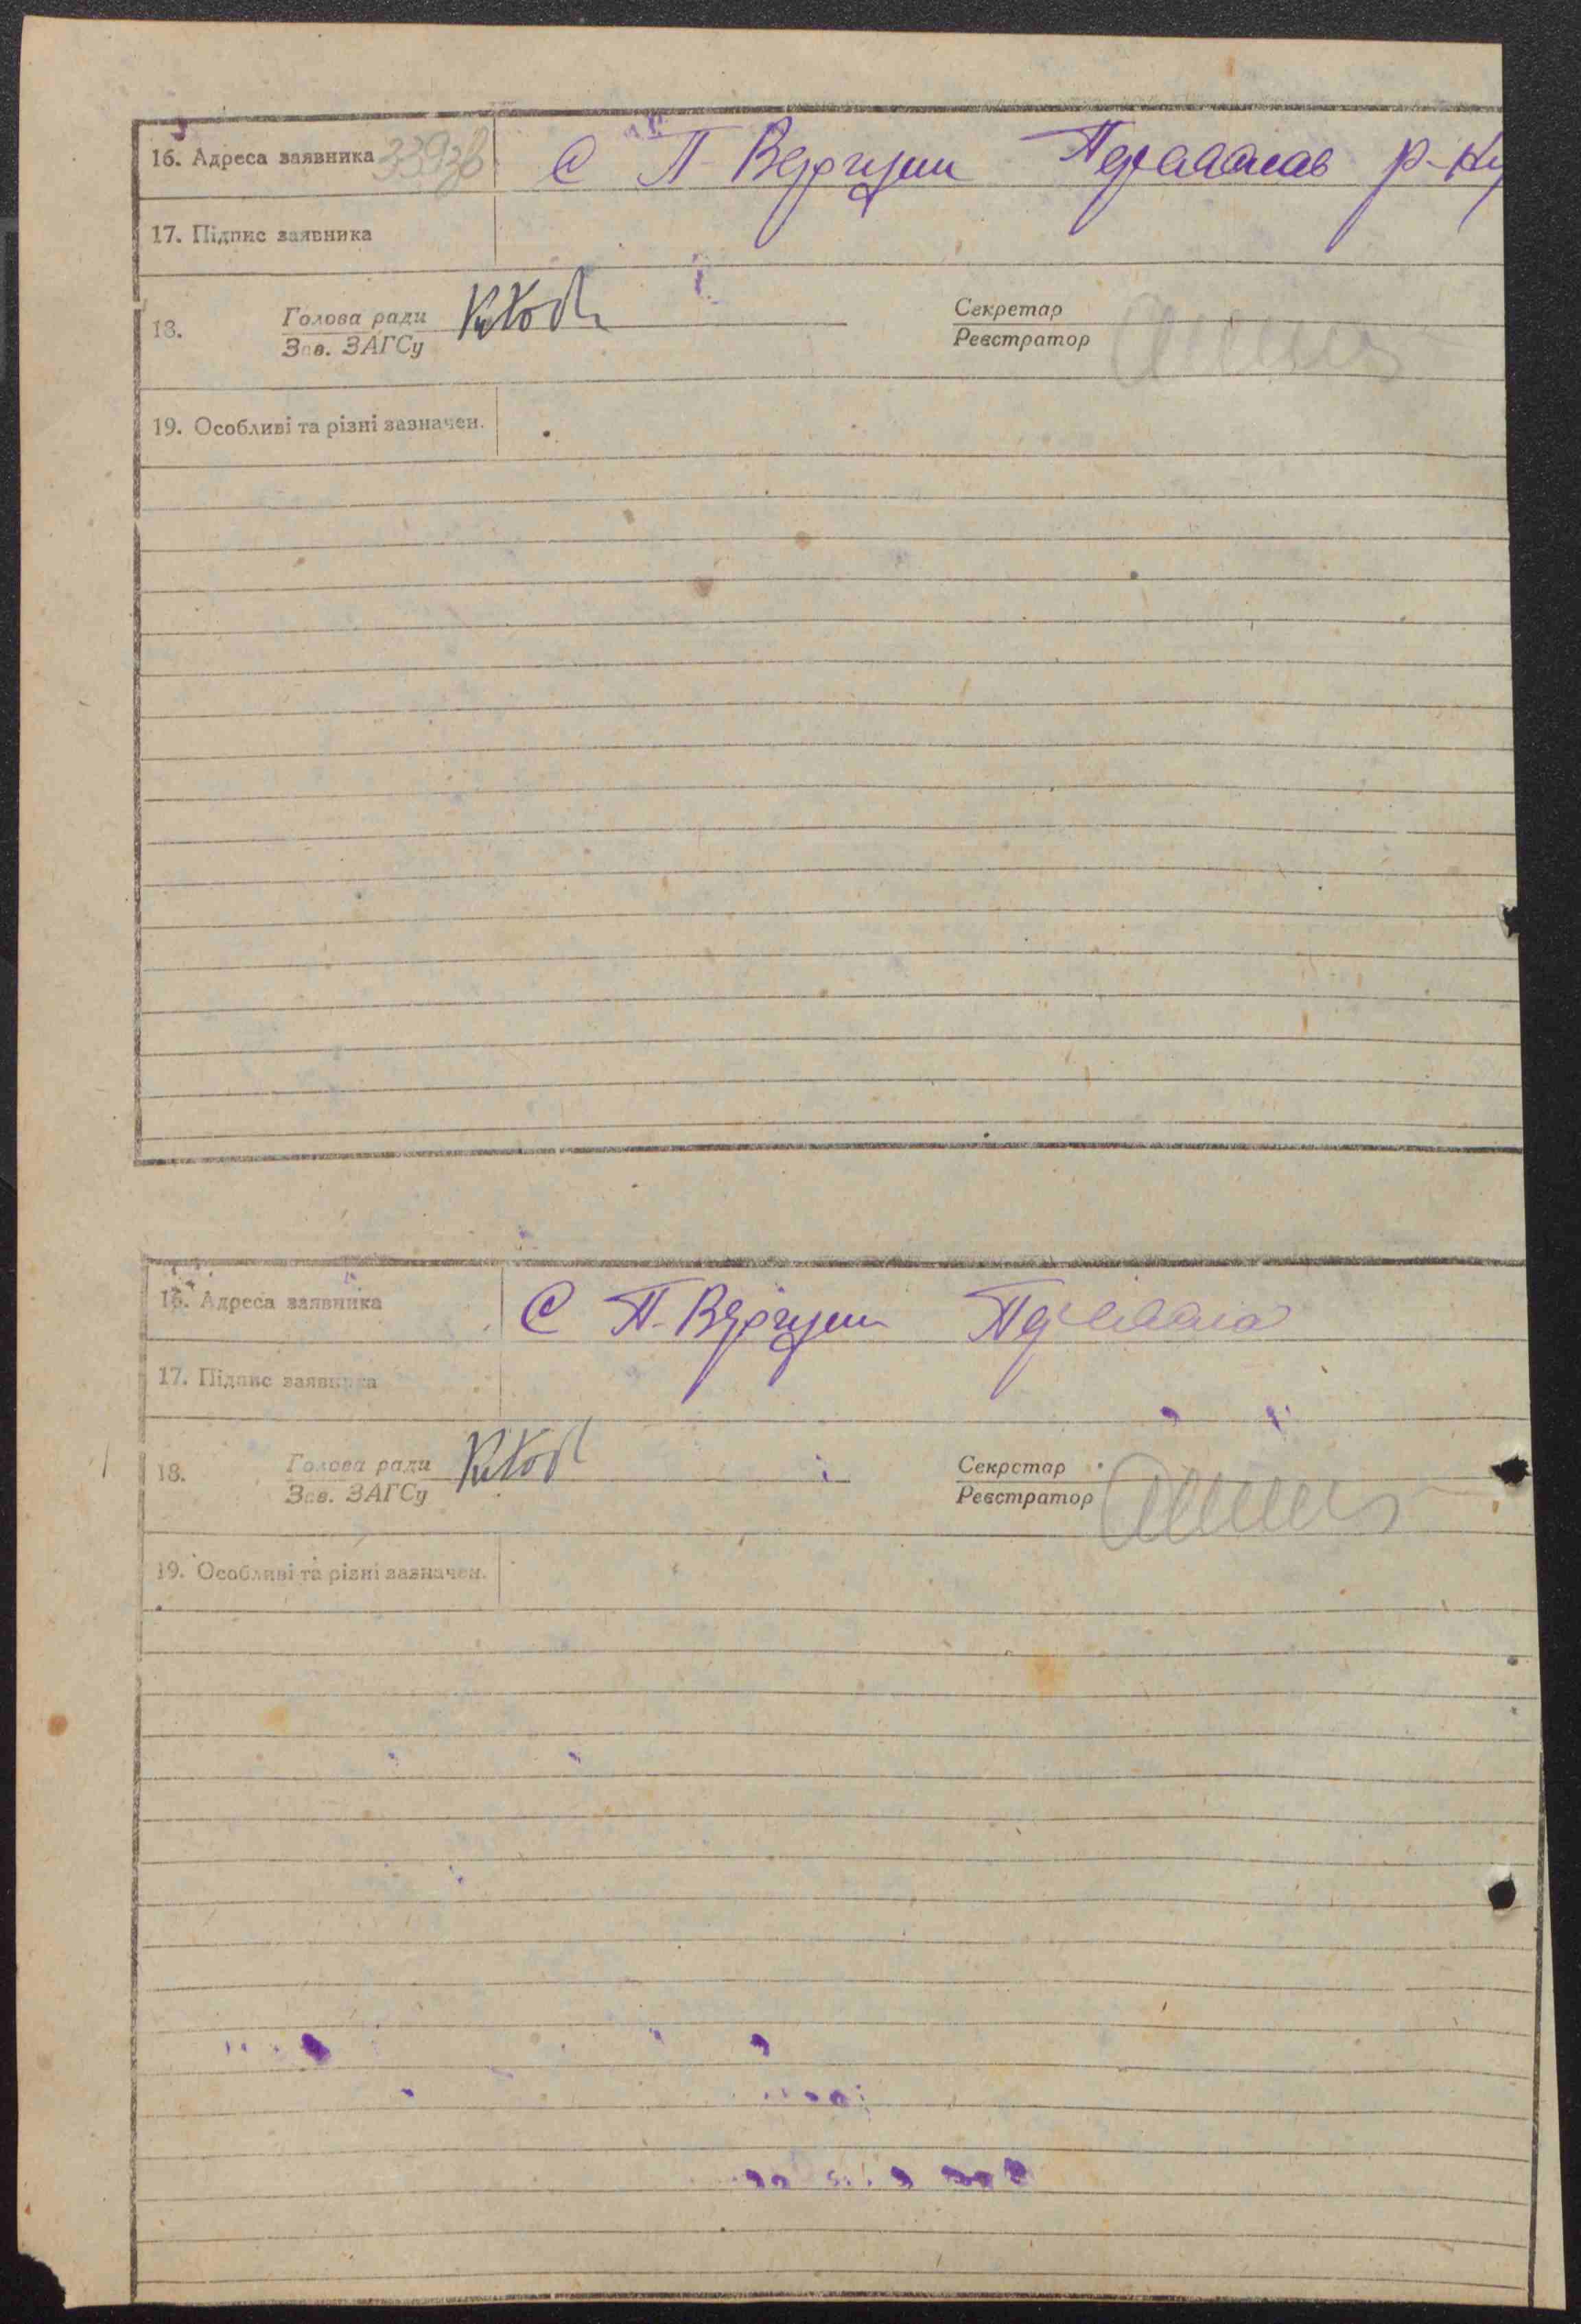 16. Адреса заявника С П-Вергуни Переяслав р-ну
17. Підпис заявника
18. Голова ради Секретар
Зав. ЗАГСу Реєстратор
19. Особливі та різні зазначен.
16. Адреса заявника С П-Вергуни
17. Підпис заявника
18. Голова ради Секретар
Зав. ЗАГСу Реєстратор
19. Особливі та різні зазначен.